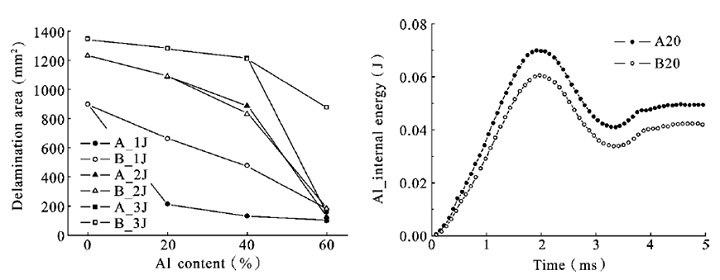 Delamination area (mm²)
1400
1200
1000
800
600
400
200
0
A_1J
B_1J
A_2J
B_2J
A_3J
B_3J
0 20 40 60
Al content (%)
Al_internal energy (J)
0.08
0.06
0.04
0.02
0.00
A20
B20
0 1 2 3 4 5
Time (ms)